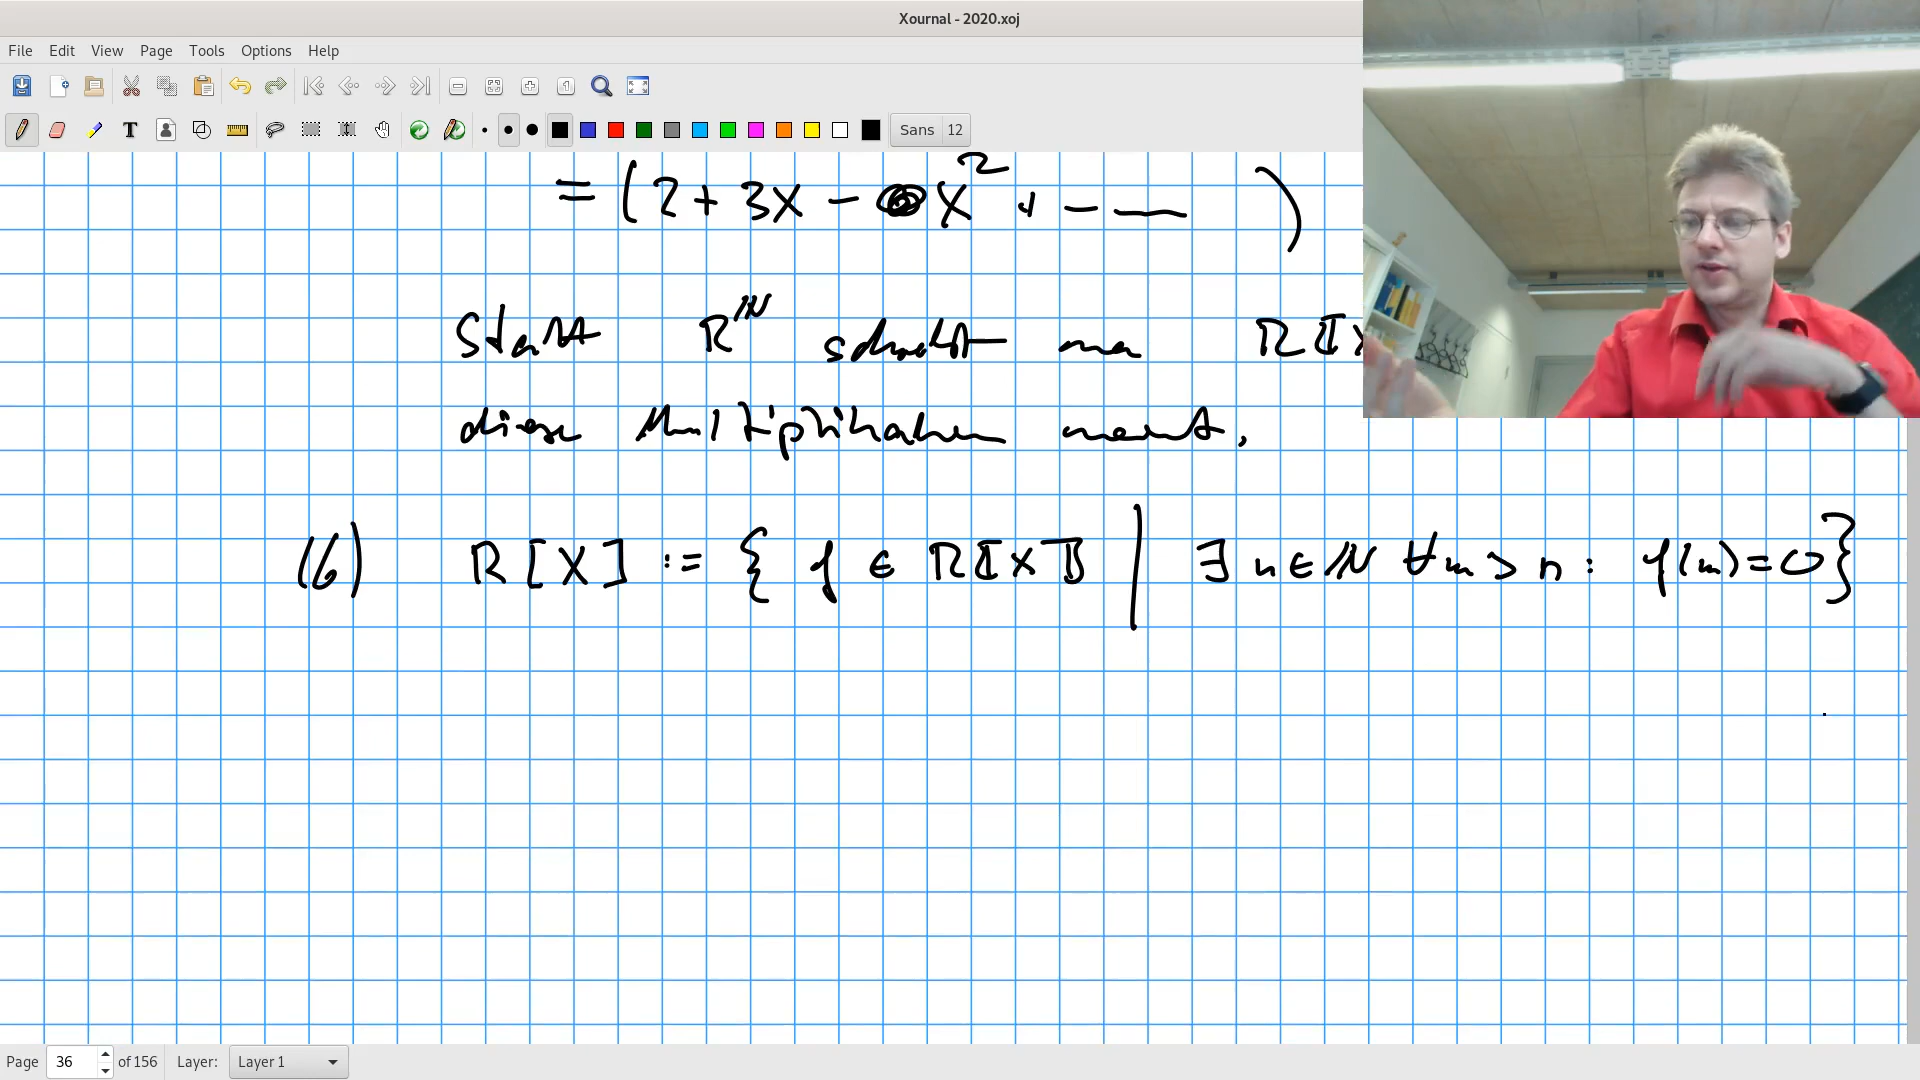 Xournal - 2020.xoj
File Edit View Page Tools Options Help
Sans 12
= (2 + 3X - X² + - — )
Statt R^ℕ schreibt man R⟦X
diese Multiplikation meint.
(6) R[X] := { f ∈ R⟦X⟧ | ∃ n ∈ ℕ ∀ m > n : f(m) = 0 }
Page 36 of 156 Layer: Layer 1